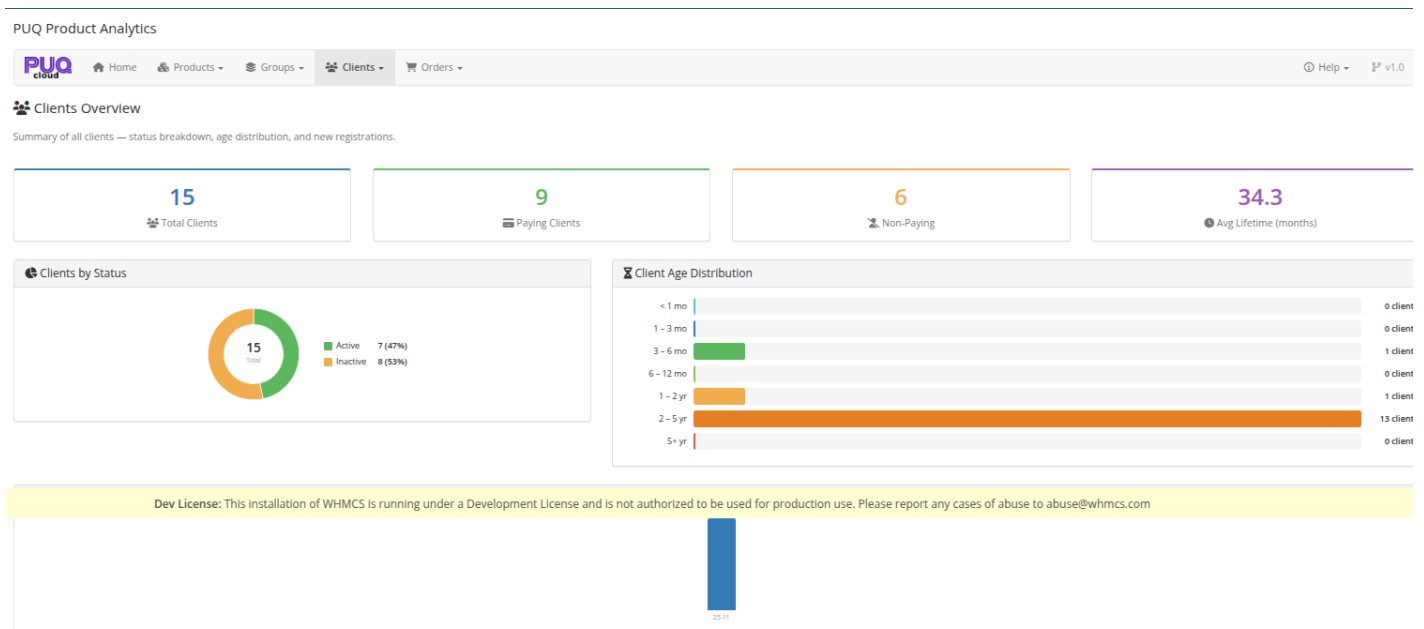 PUQ Product Analytics
PUQ cloud Home Products Groups Clients Orders Help v1.0
Clients Overview
Summary of all clients — status breakdown, age distribution, and new registrations.
15
Total Clients
9
Paying Clients
6
Non-Paying
34.3
Avg Lifetime (months)
Clients by Status
15
Total
Active 7 (47%)
Inactive 8 (53%)
Client Age Distribution
< 1 mo 0 client
1 – 3 mo 0 client
3 – 6 mo 1 client
6 – 12 mo 0 client
1 – 2 yr 1 client
2 – 5 yr 13 client
5+ yr 0 client
Dev License: This installation of WHMCS is running under a Development License and is not authorized to be used for production use. Please report any cases of abuse to abuse@whmcs.com
25-11